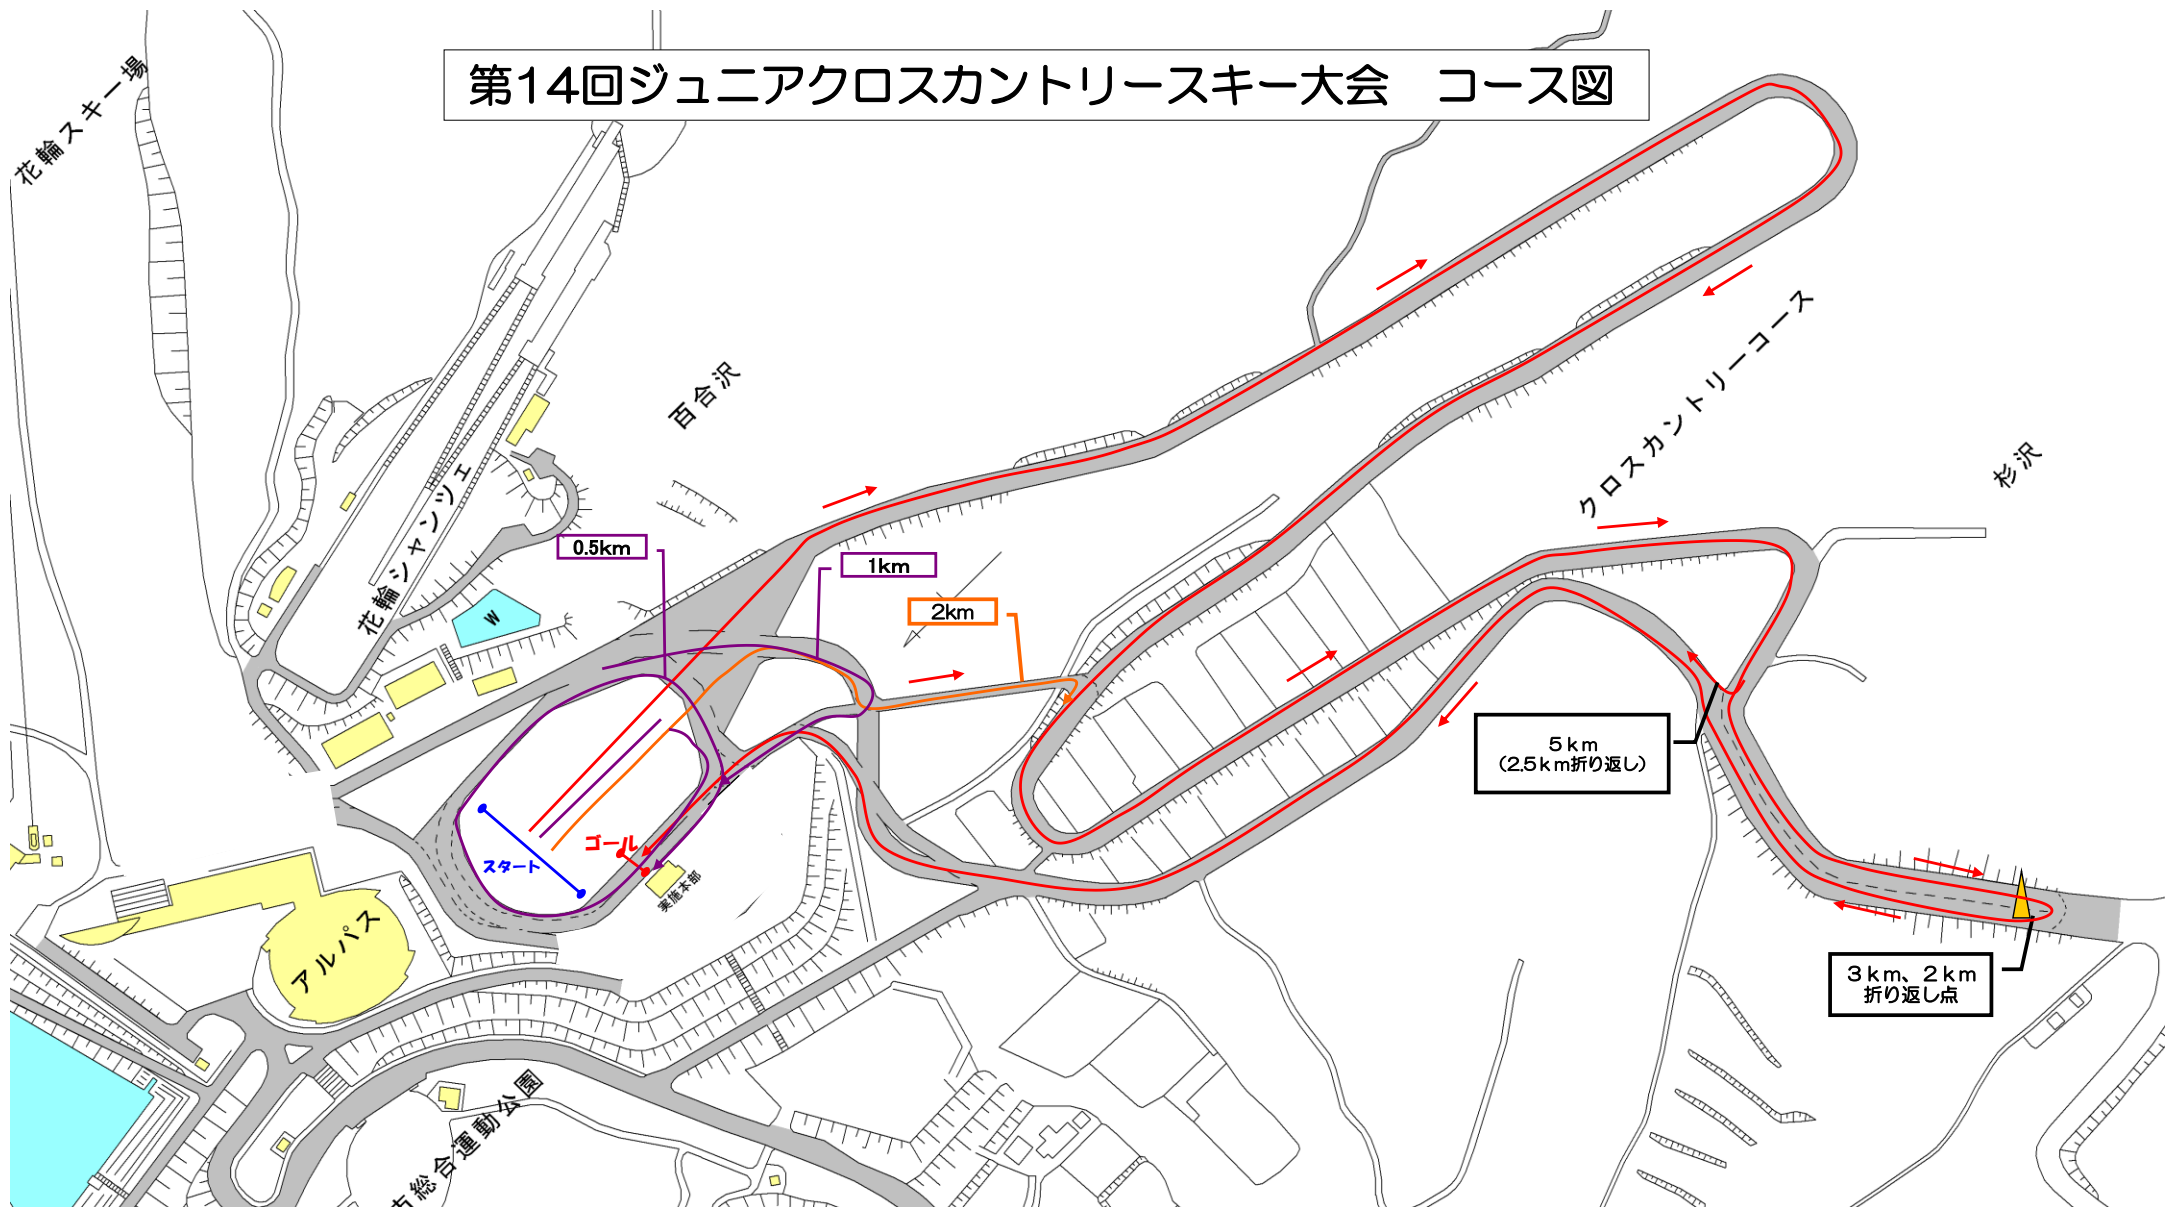 第14回ジュニアクロスカントリースキー大会　コース図
花輪スキー場
百合沢
クロスカントリーコース
杉沢
花輪シャンツェ
0.5km
1km
W
2km
5km
(2.5km折り返し)
スタート
ゴール
実施本部
アルパス
3km、2km
折り返し点
市総合運動公園